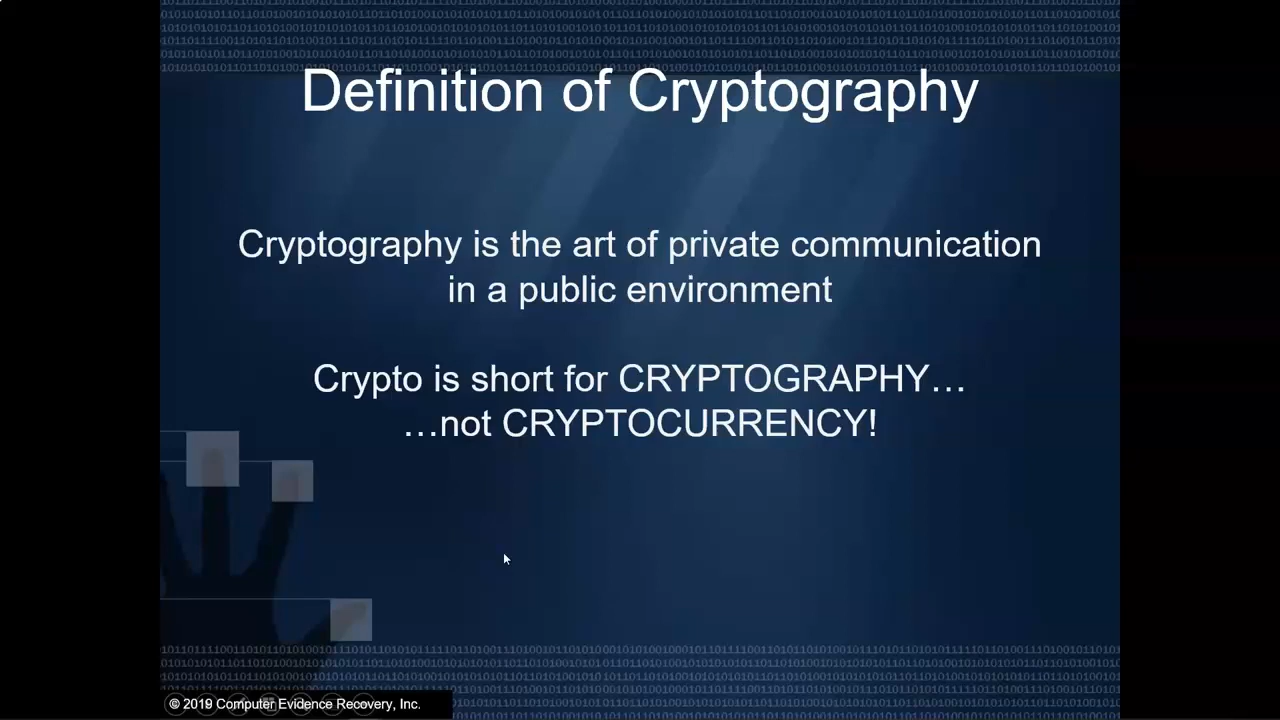 Definition of Cryptography
Cryptography is the art of private communication
in a public environment
Crypto is short for CRYPTOGRAPHY…
…not CRYPTOCURRENCY!
© 2019 Computer Evidence Recovery, Inc.